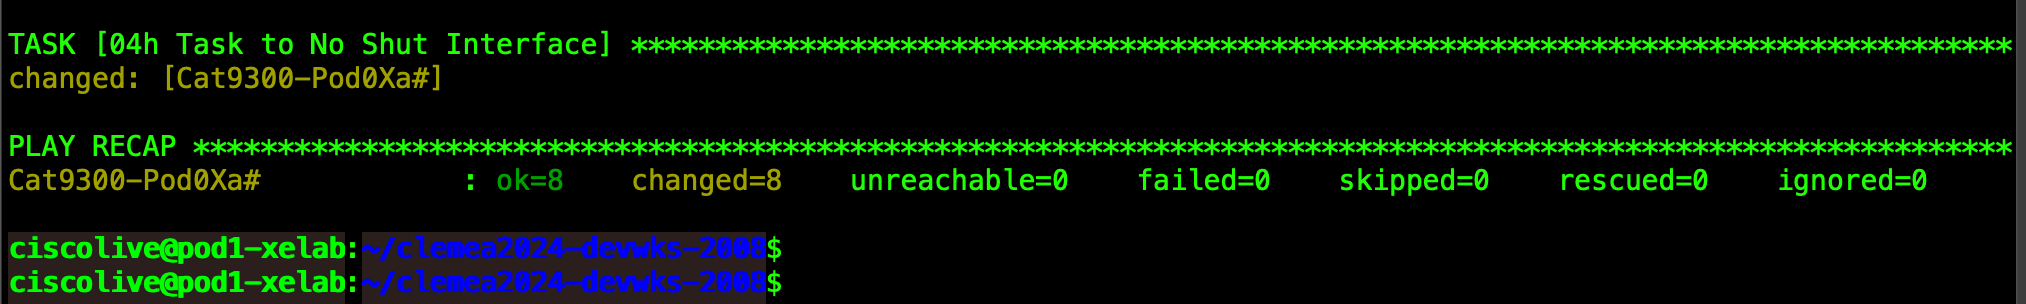 TASK [04h Task to No Shut Interface] **********************************************************************************
changed: [Cat9300-Pod0Xa#]
PLAY RECAP ************************************************************************************************************
Cat9300-Pod0Xa#            : ok=8    changed=8    unreachable=0    failed=0    skipped=0    rescued=0    ignored=0
ciscolive@pod1-xelab:~/clemea2024-devwks-2008$
ciscolive@pod1-xelab:~/clemea2024-devwks-2008$